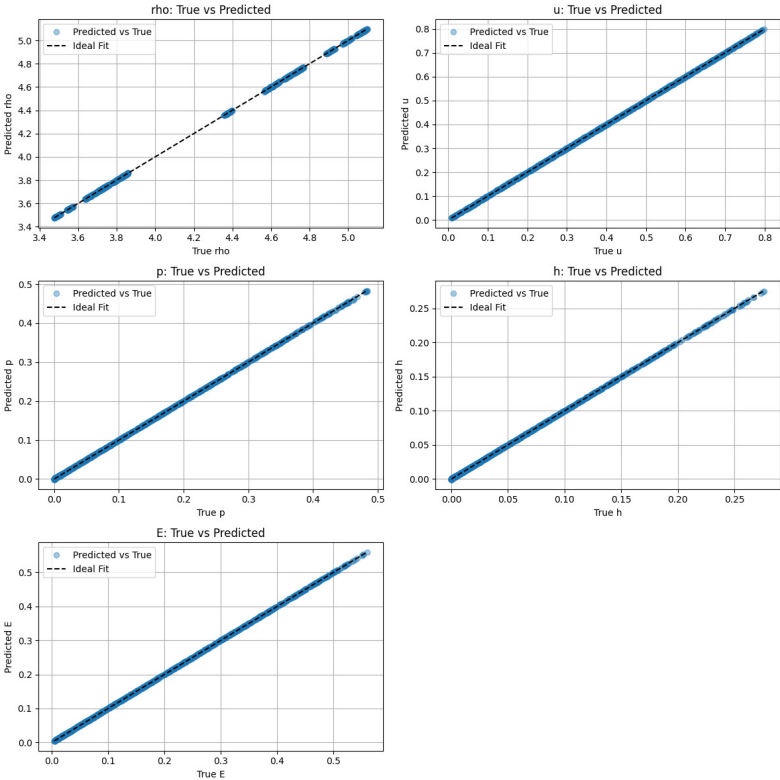 rho: True vs Predicted
Predicted vs True
Ideal Fit
5.0
4.8
4.6
4.4
4.2
4.0
3.8
3.6
3.4
Predicted rho
3.4
3.6
3.8
4.0
4.2
4.4
4.6
4.8
5.0
True rho
u: True vs Predicted
Predicted vs True
Ideal Fit
0.8
0.7
0.6
0.5
0.4
0.3
0.2
0.1
0.0
Predicted u
0.0
0.1
0.2
0.3
0.4
0.5
0.6
0.7
0.8
True u
p: True vs Predicted
Predicted vs True
Ideal Fit
0.5
0.4
0.3
0.2
0.1
0.0
Predicted p
0.0
0.1
0.2
0.3
0.4
0.5
True p
h: True vs Predicted
Predicted vs True
Ideal Fit
0.25
0.20
0.15
0.10
0.05
0.00
Predicted h
0.00
0.05
0.10
0.15
0.20
0.25
True h
E: True vs Predicted
Predicted vs True
Ideal Fit
0.5
0.4
0.3
0.2
0.1
0.0
Predicted E
0.0
0.1
0.2
0.3
0.4
0.5
True E